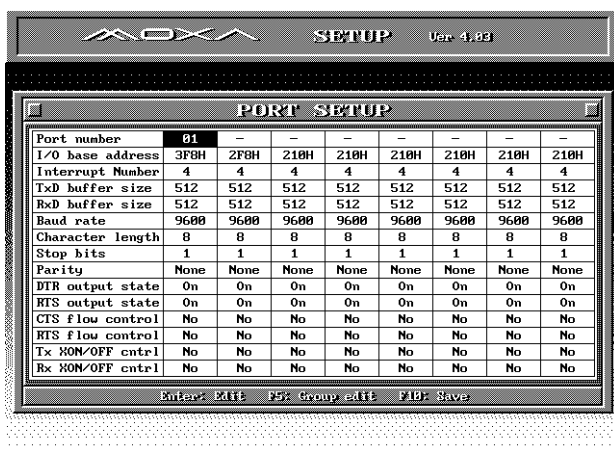 MOXA SETUP Ver 4.03
PORT SETUP
Port number 01 – – – – – – –
I/O base address 3F8H 2F8H 210H 210H 210H 210H 210H 210H
Interrupt Number 4 4 4 4 4 4 4 4
TxD buffer size 512 512 512 512 512 512 512 512
RxD buffer size 512 512 512 512 512 512 512 512
Baud rate 9600 9600 9600 9600 9600 9600 9600 9600
Character length 8 8 8 8 8 8 8 8
Stop bits 1 1 1 1 1 1 1 1
Parity None None None None None None None None
DTR output state On On On On On On On On
RTS output state On On On On On On On On
CTS flow control No No No No No No No No
RTS flow control No No No No No No No No
Tx XON/OFF cntrl No No No No No No No No
Rx XON/OFF cntrl No No No No No No No No
Enter: Edit F5: Group edit F10: Save